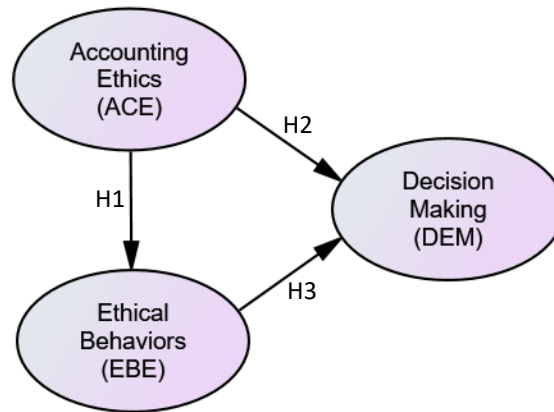 Accounting
Ethics
(ACE)
H2
H1
Decision
Making
(DEM)
H3
Ethical
Behaviors
(EBE)